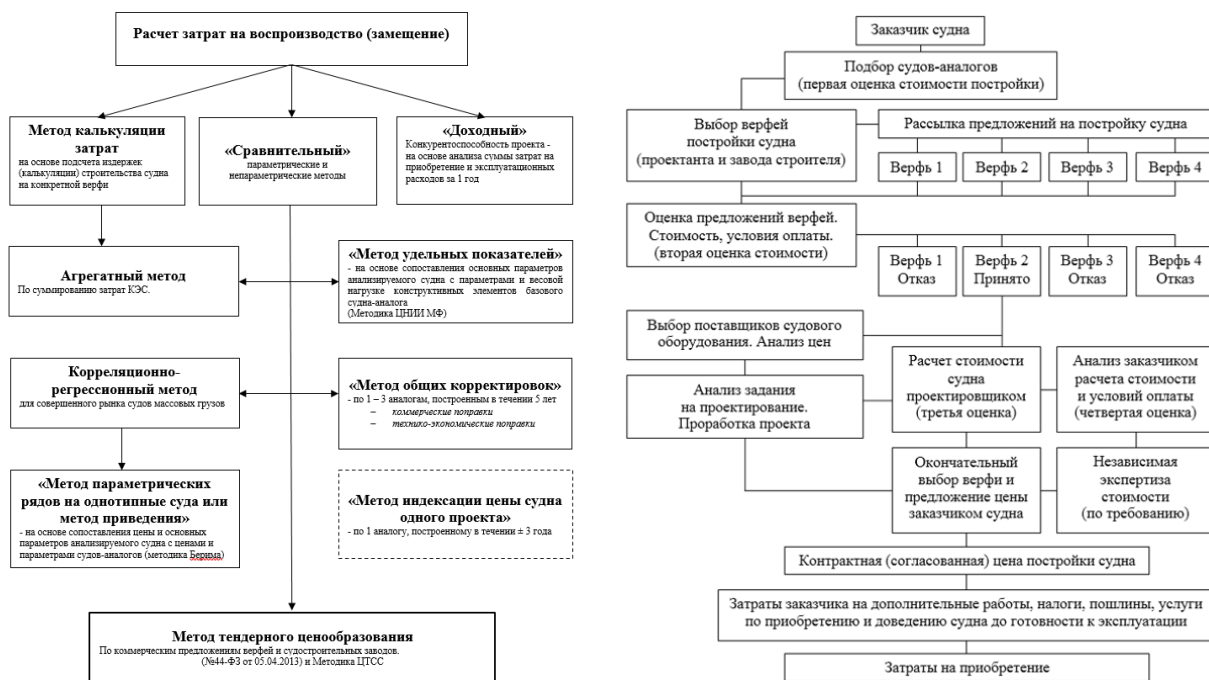 Расчет затрат на воспроизводство (замещение)
Метод калькуляции
затрат
на основе подсчета издержек
(калькуляции) строительства судна
на конкретной верфи
«Сравнительный»
параметрические и
непараметрические методы
«Доходный»
Конкурентоспособность проекта -
на основе анализа суммы затрат на
приобретение и эксплуатационных
расходов за 1 год
Агрегатный метод
По суммированию затрат КЭС.
«Метод удельных показателей»
- на основе сопоставления основных параметров
анализируемого судна с параметрами и весовой
нагрузке конструктивных элементов базового
судна-аналога
(Методика ЦНИИ МФ)
Корреляционно-
регрессионный метод
для совершенного рынка судов массовых грузов
«Метод общих корректировок»
- по 1 – 3 аналогам, построенным в течении 5 лет
– коммерческие поправки
– технико-экономические поправки
«Метод параметрических
рядов на однотипные суда или
метод приведения»
- на основе сопоставления цены и основных
параметров анализируемого судна с ценами и
параметрами судов-аналогов (методика Берима)
«Метод индексации цены судна
одного проекта»
- по 1 аналогу, построенному в течении ± 3 года
Метод тендерного ценообразования
По коммерческим предложениям верфей и судостроительных заводов.
(№44-ФЗ от 05.04.2013) и Методика ЦТСС
Заказчик судна
Подбор судов-аналогов
(первая оценка стоимости постройки)
Выбор верфей
постройки судна
(проектанта и завода строителя)
Рассылка предложений на постройку судна
Верфь 1
Верфь 2
Верфь 3
Верфь 4
Оценка предложений верфей.
Стоимость, условия оплаты.
(вторая оценка стоимости)
Верфь 1
Отказ
Верфь 2
Принято
Верфь 3
Отказ
Верфь 4
Отказ
Выбор поставщиков судового
оборудования. Анализ цен
Анализ задания
на проектирование.
Проработка проекта
Расчет стоимости
судна
проектировщиком
(третья оценка)
Анализ заказчиком
расчета стоимости
и условий оплаты
(четвертая оценка)
Окончательный
выбор верфи и
предложение цены
заказчиком судна
Независимая
экспертиза
стоимости
(по требованию)
Контрактная (согласованная) цена постройки судна
Затраты заказчика на дополнительные работы, налоги, пошлины, услуги
по приобретению и доведению судна до готовности к эксплуатации
Затраты на приобретение